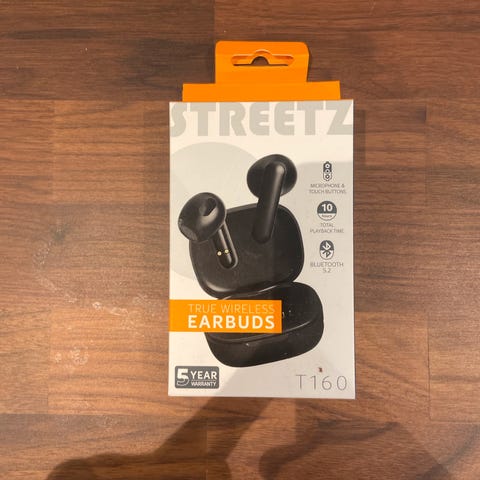 STREETZ
MICROPHONE &
TOUCH BUTTONS
10
hours
TOTAL
PLAYBACK TIME
BLUETOOTH
5.2
TRUE WIRELESS
EARBUDS
5 YEAR
WARRANTY
T160